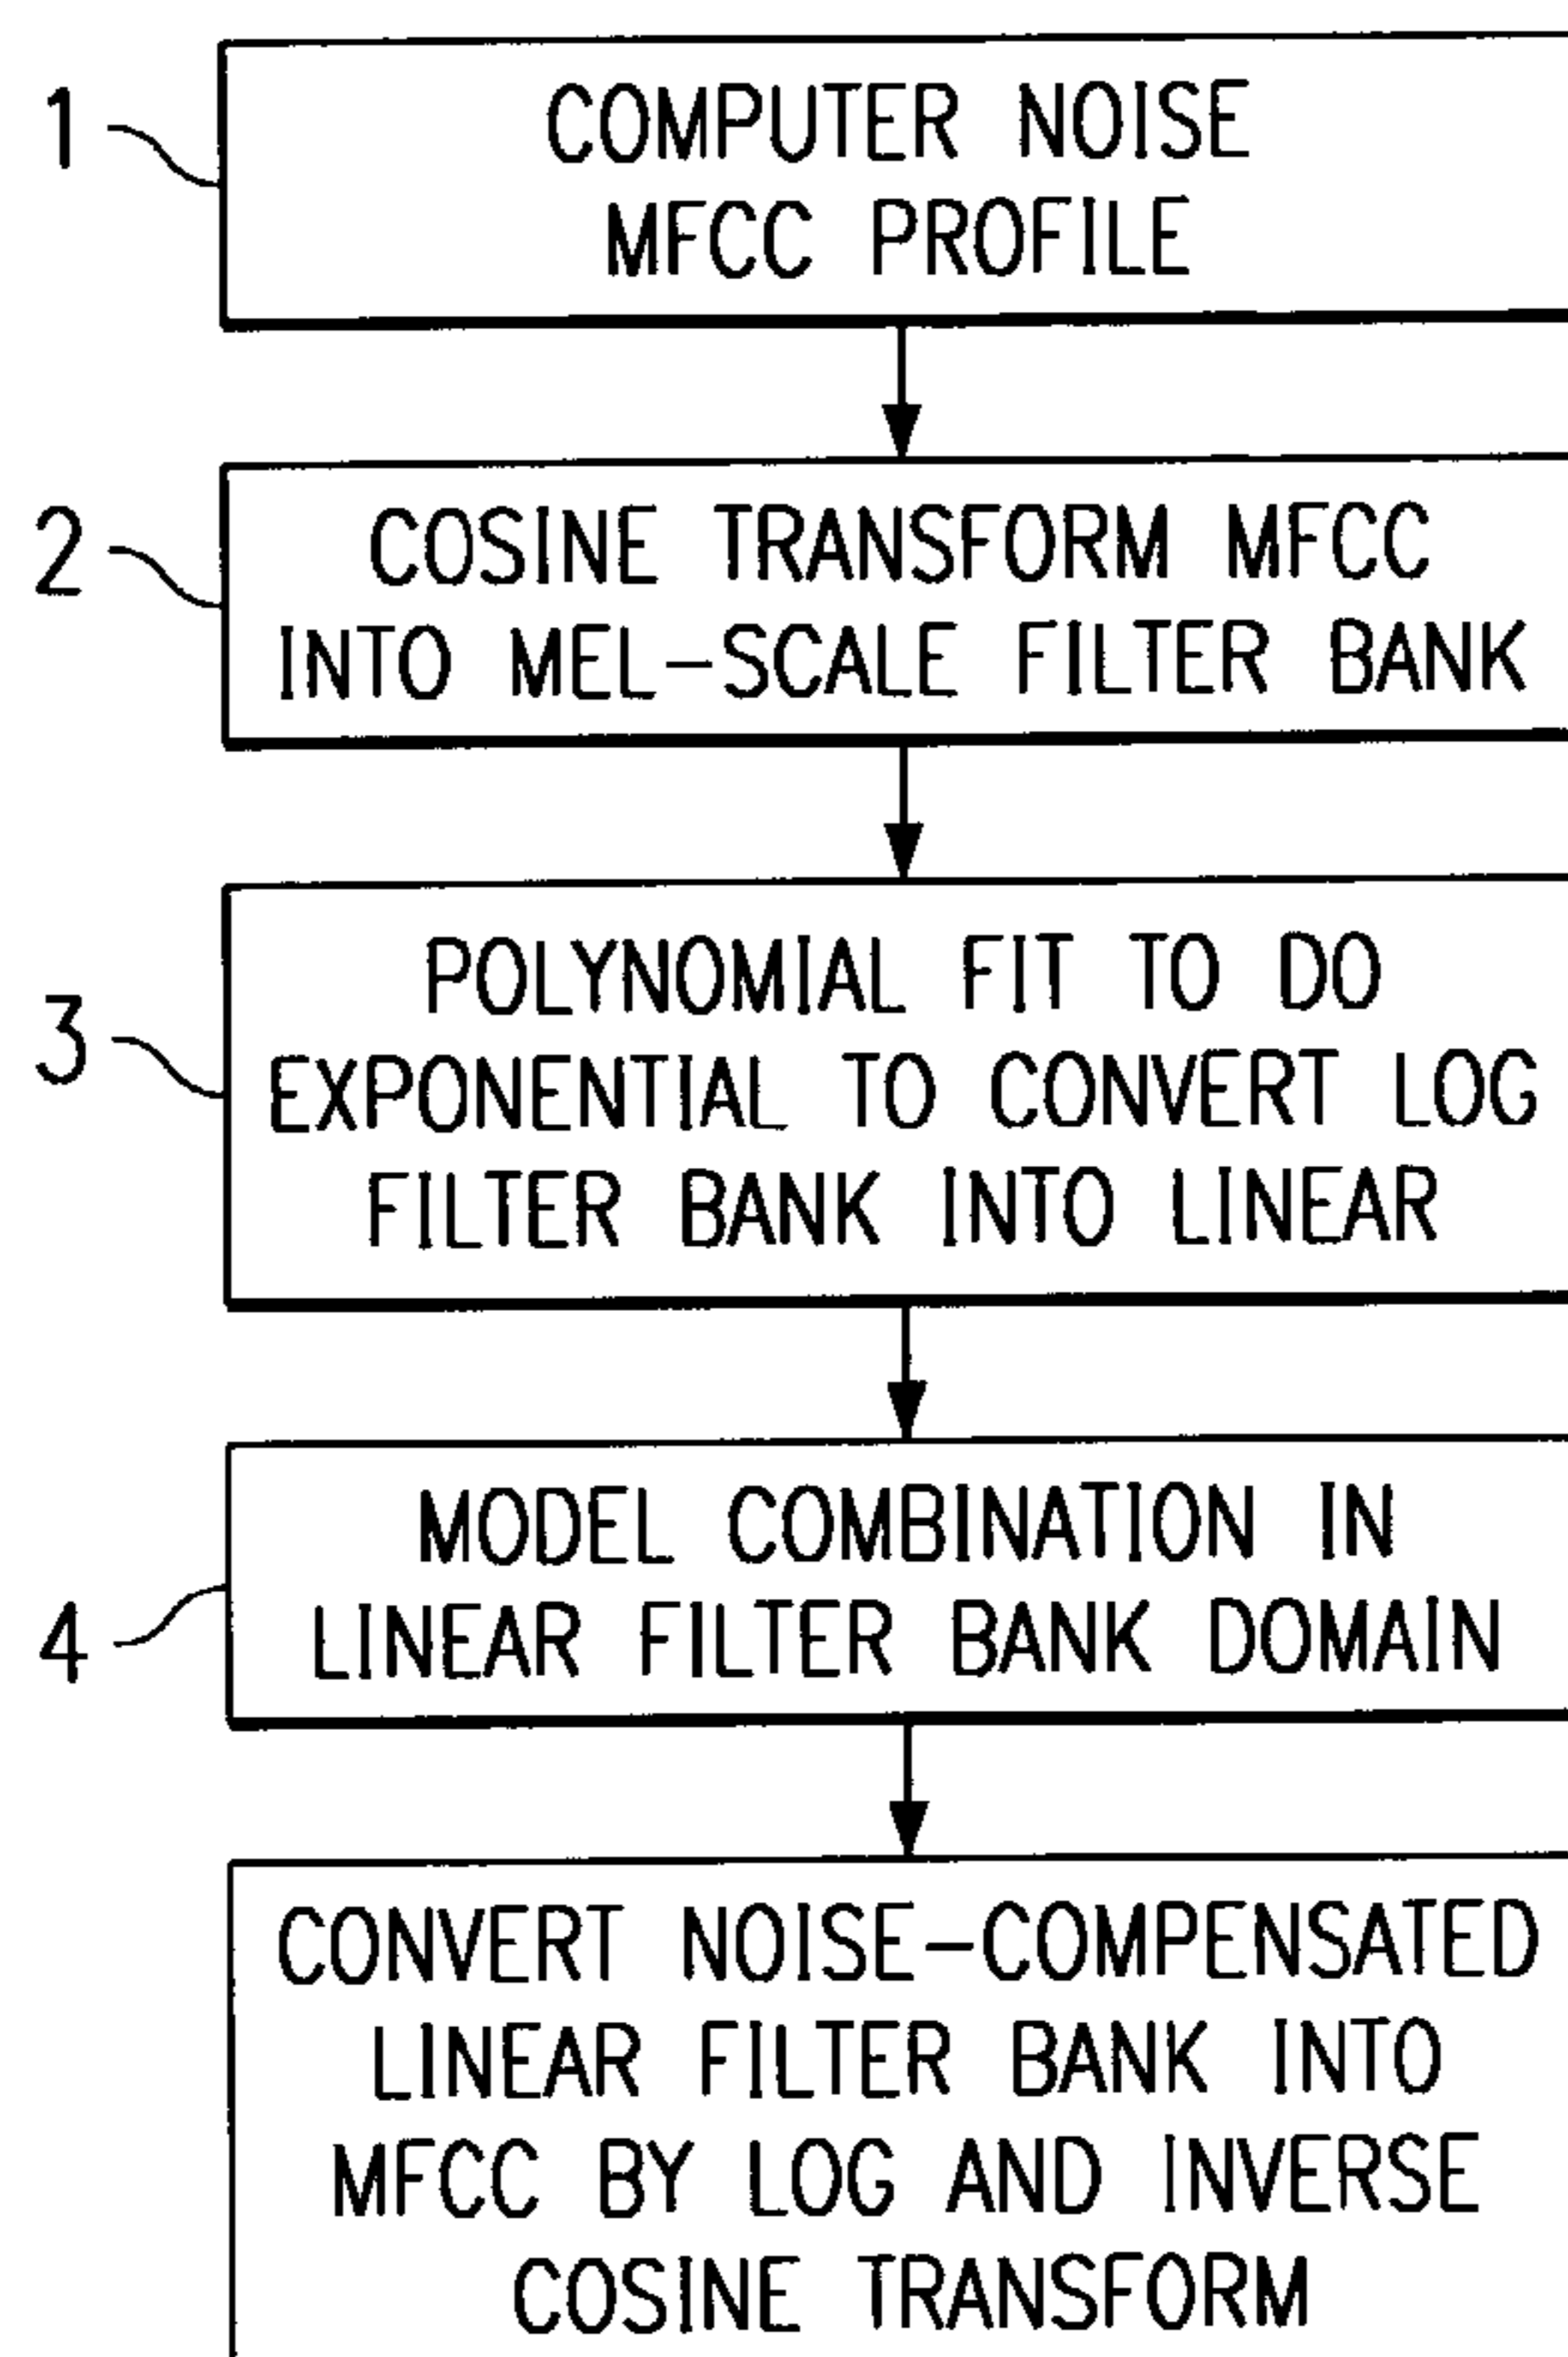 1
COMPUTER NOISE
MFCC PROFILE
2
COSINE TRANSFORM MFCC
INTO MEL-SCALE FILTER BANK
3
POLYNOMIAL FIT TO DO
EXPONENTIAL TO CONVERT LOG
FILTER BANK INTO LINEAR
4
MODEL COMBINATION IN
LINEAR FILTER BANK DOMAIN
CONVERT NOISE-COMPENSATED
LINEAR FILTER BANK INTO
MFCC BY LOG AND INVERSE
COSINE TRANSFORM